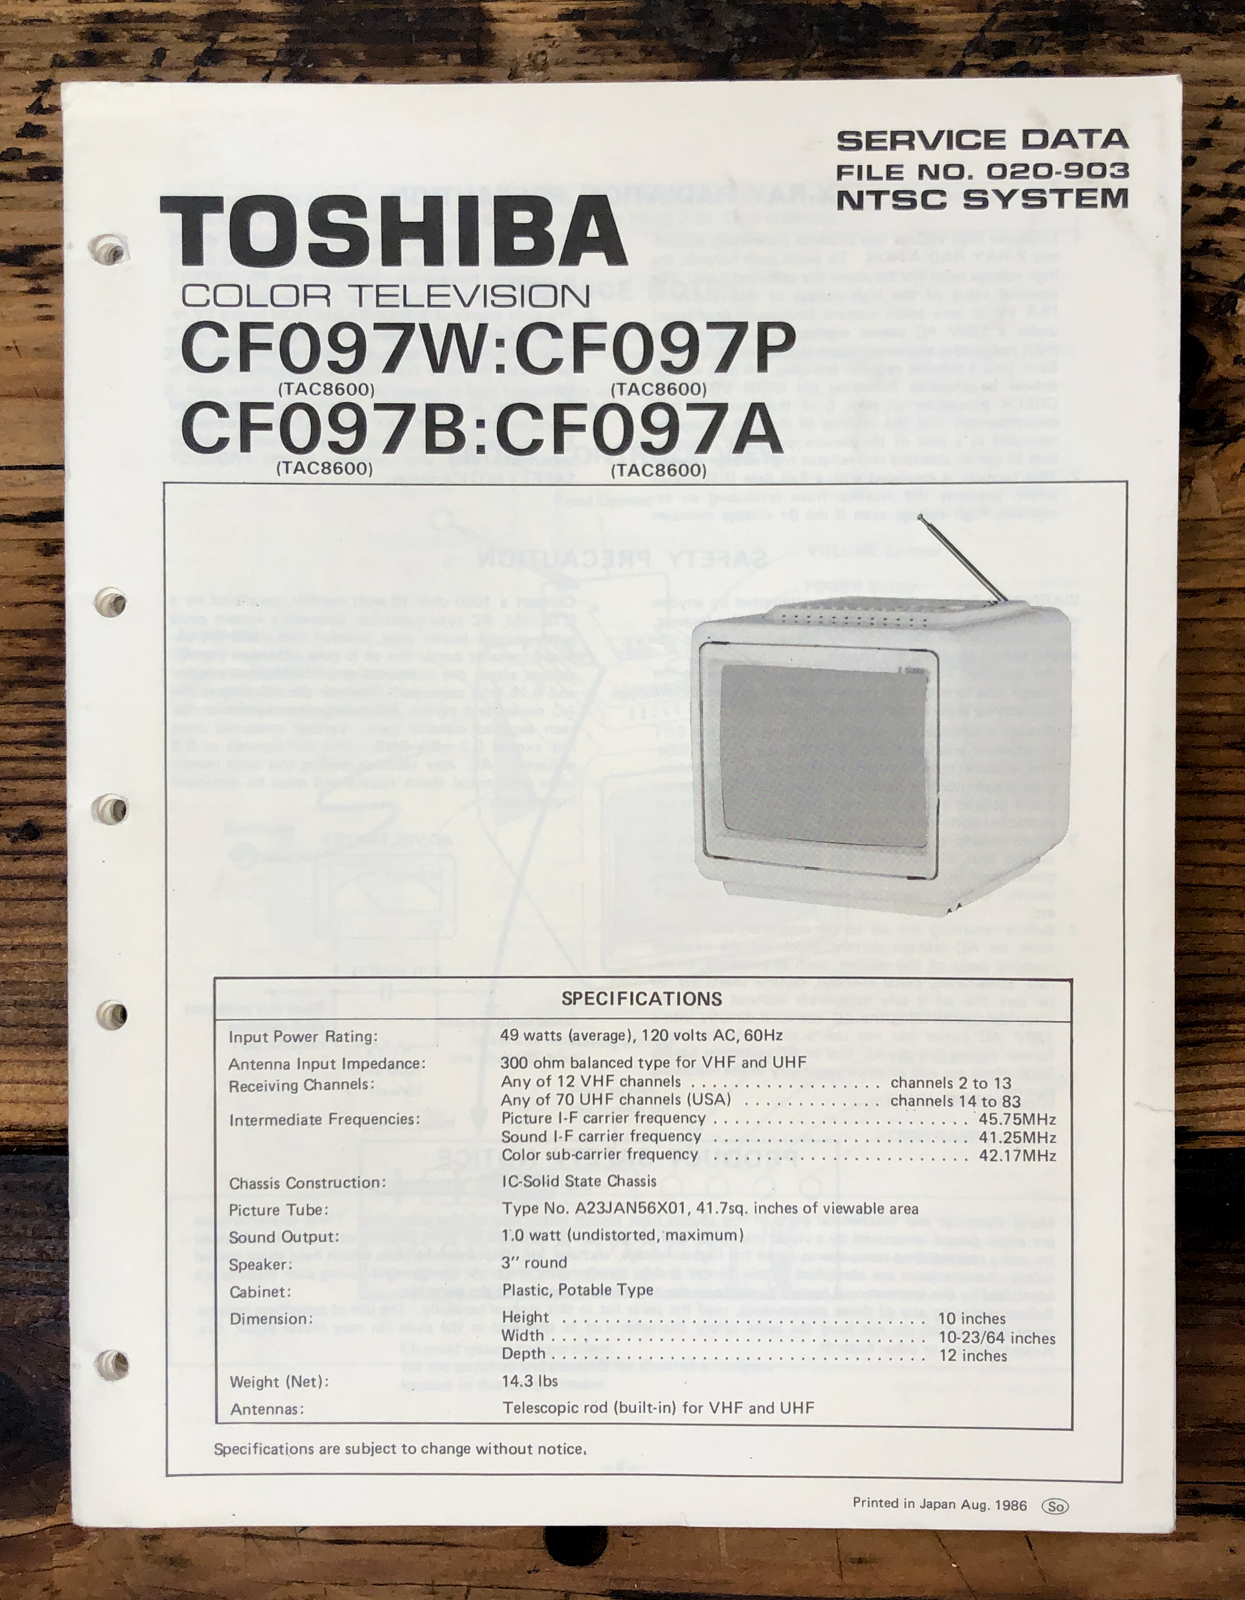 SERVICE DATA
FILE NO. 020-903
NTSC SYSTEM
TOSHIBA
COLOR TELEVISION
CF097W:CF097P
(TAC8600) (TAC8600)
CF097B:CF097A
(TAC8600) (TAC8600)
SPECIFICATIONS
Input Power Rating: 49 watts (average), 120 volts AC, 60Hz
Antenna Input Impedance: 300 ohm balanced type for VHF and UHF
Receiving Channels: Any of 12 VHF channels . . . . . . . . . . . . . . . . . . channels 2 to 13
Any of 70 UHF channels (USA) . . . . . . . . . . . . . channels 14 to 83
Intermediate Frequencies: Picture I-F carrier frequency . . . . . . . . . . . . . . . . . . . . . . . . 45.75MHz
Sound I-F carrier frequency . . . . . . . . . . . . . . . . . . . . . . . . 41.25MHz
Color sub-carrier frequency . . . . . . . . . . . . . . . . . . . . . . . . 42.17MHz
Chassis Construction: IC-Solid State Chassis
Picture Tube: Type No. A23JAN56X01, 41.7sq. inches of viewable area
Sound Output: 1.0 watt (undistorted, maximum)
Speaker: 3" round
Cabinet: Plastic, Potable Type
Dimension: Height . . . . . . . . . . . . . . . . . . . . . . . . . . . . . . . . . . 10 inches
Width . . . . . . . . . . . . . . . . . . . . . . . . . . . . . . . . . . . 10-23/64 inches
Depth . . . . . . . . . . . . . . . . . . . . . . . . . . . . . . . . . . . 12 inches
Weight (Net): 14.3 lbs
Antennas: Telescopic rod (built-in) for VHF and UHF
Specifications are subject to change without notice.
Printed in Japan Aug. 1986 So